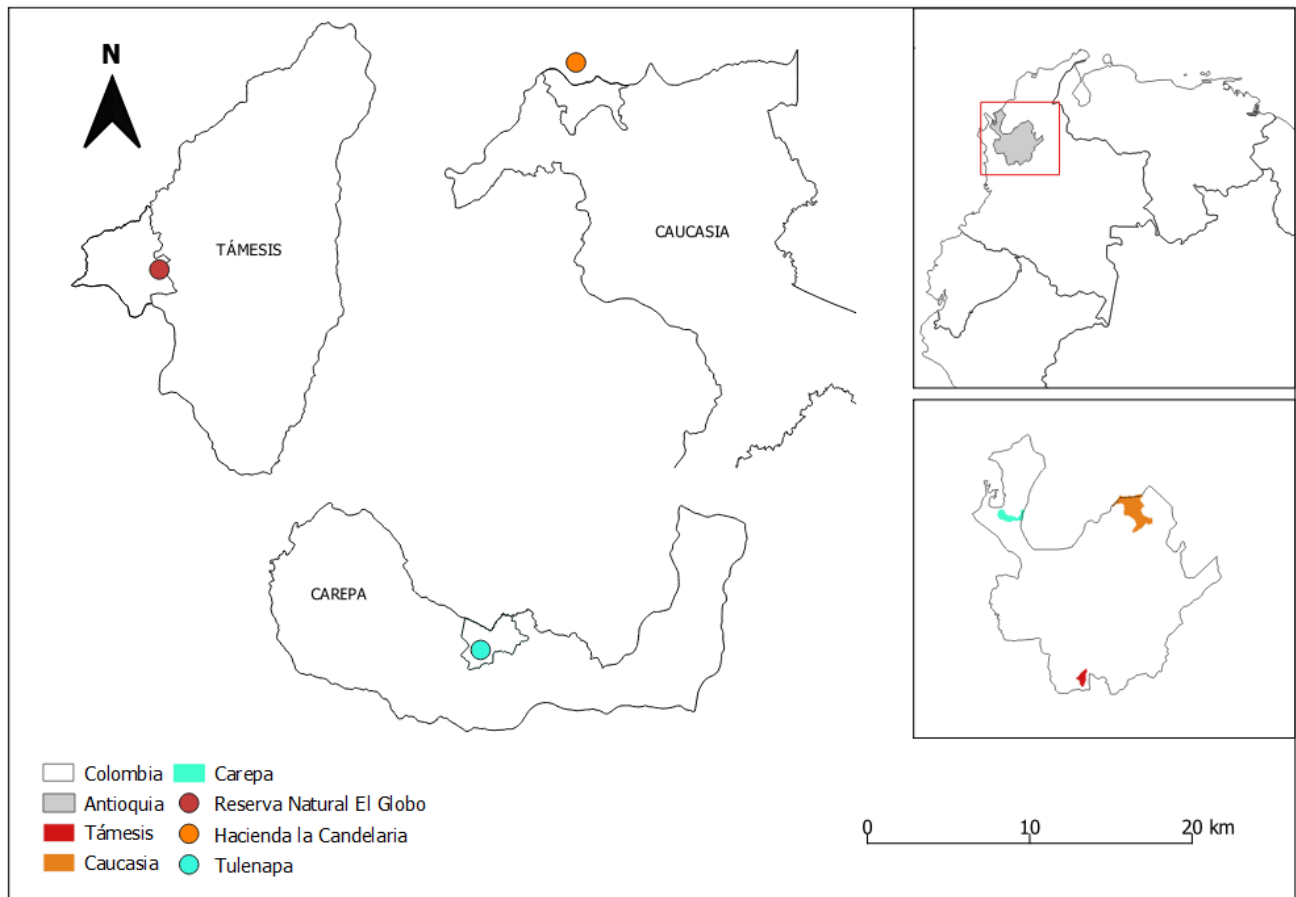 N
TÁMESIS
CAUCASIA
CAREPA
Colombia
Antioquia
Támesis
Caucasia
Carepa
Reserva Natural El Globo
Hacienda la Candelaria
Tulenapa
0 10 20 km